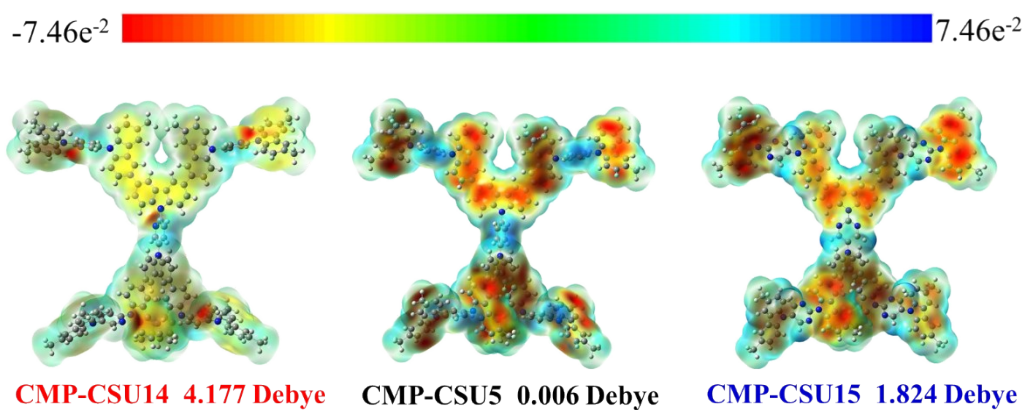 -7.46e⁻² 7.46e⁻²
CMP-CSU14 4.177 Debye CMP-CSU5 0.006 Debye CMP-CSU15 1.824 Debye